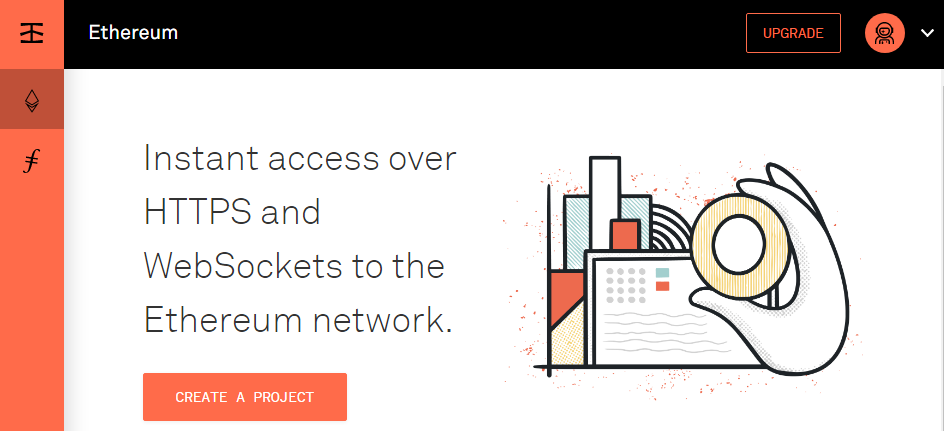 Ethereum
UPGRADE
Instant access over
HTTPS and
WebSockets to the
Ethereum network.
CREATE A PROJECT